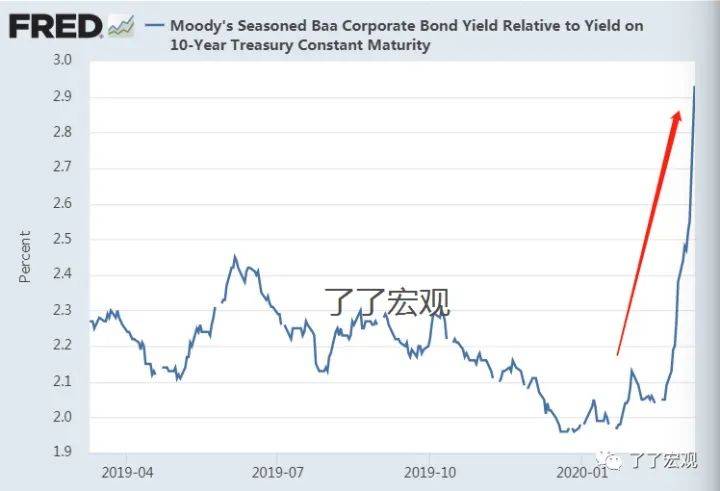 FRED
Moody's Seasoned Baa Corporate Bond Yield Relative to Yield on
10-Year Treasury Constant Maturity
3.0
2.9
2.8
2.7
2.6
2.5
2.4
2.3
2.2
2.1
2.0
1.9
Percent
了了宏观
2019-04
2019-07
2019-10
2020-01
了了宏观